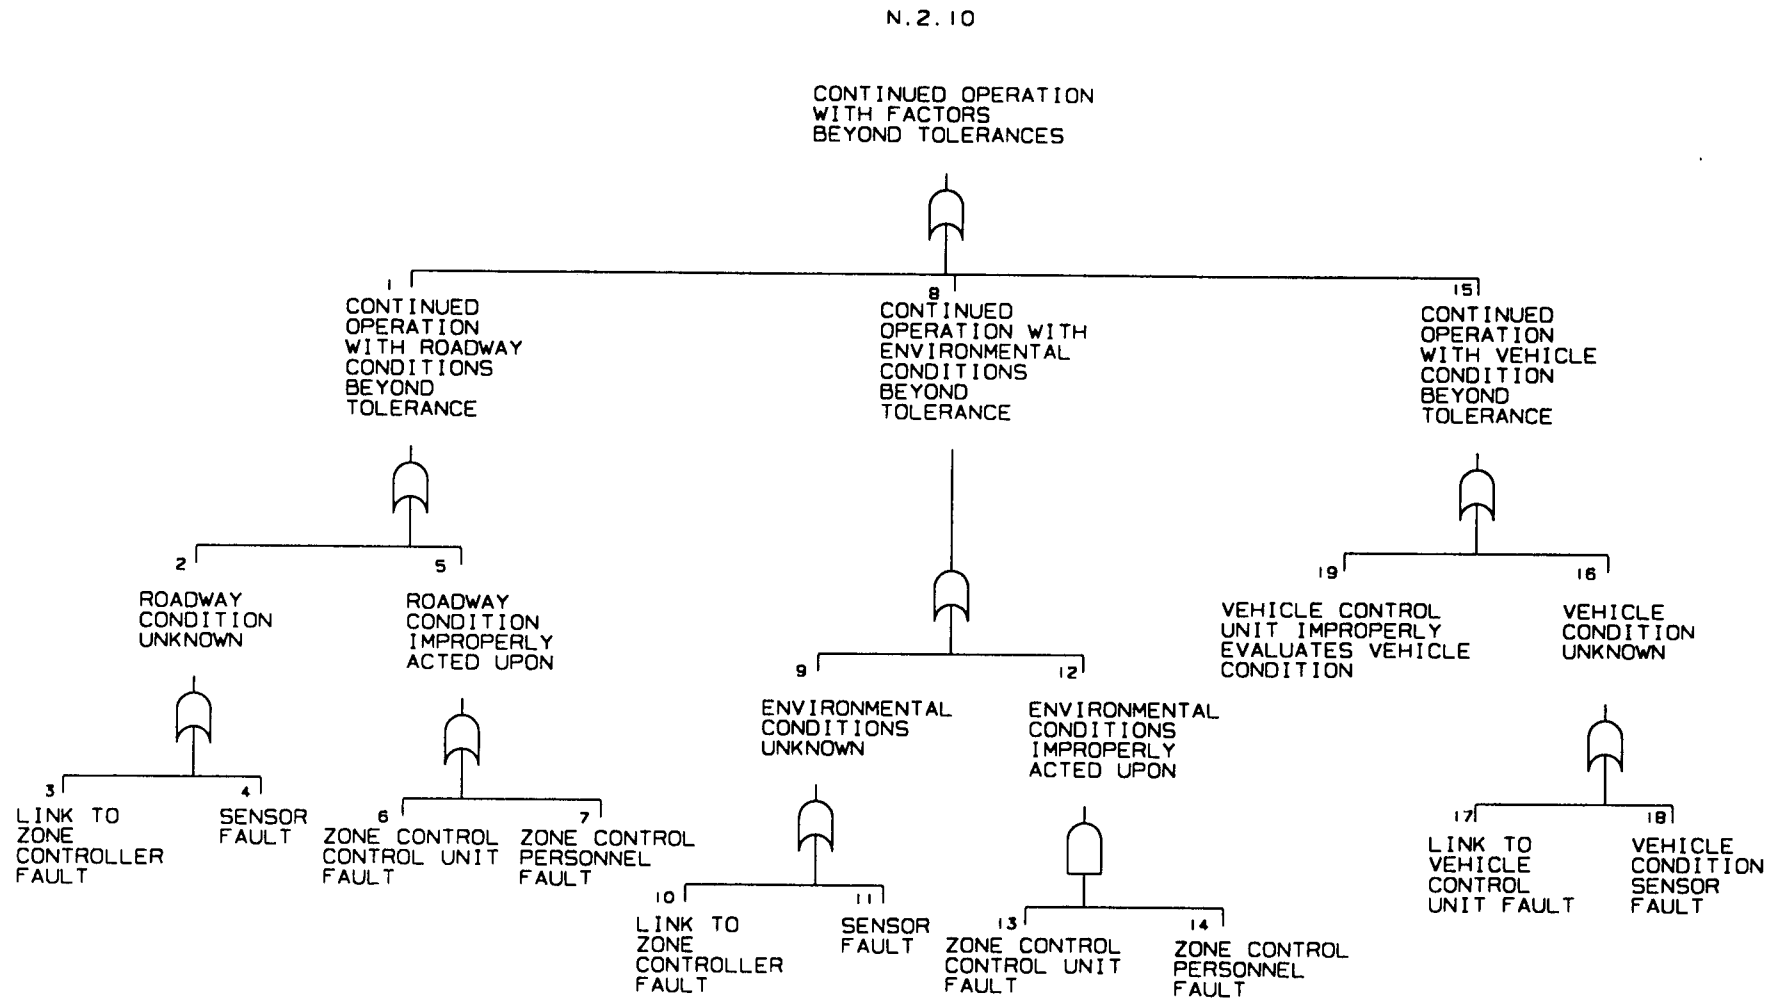 N.2.10
CONTINUED OPERATION
WITH FACTORS
BEYOND TOLERANCES
1
CONTINUED
OPERATION
WITH ROADWAY
CONDITIONS
BEYOND
TOLERANCE
8
CONTINUED
OPERATION WITH
ENVIRONMENTAL
CONDITIONS
BEYOND
TOLERANCE
15
CONTINUED
OPERATION
WITH VEHICLE
CONDITION
BEYOND
TOLERANCE
2
ROADWAY
CONDITION
UNKNOWN
5
ROADWAY
CONDITION
IMPROPERLY
ACTED UPON
19
VEHICLE CONTROL
UNIT IMPROPERLY
EVALUATES VEHICLE
CONDITION
16
VEHICLE
CONDITION
UNKNOWN
9
ENVIRONMENTAL
CONDITIONS
UNKNOWN
12
ENVIRONMENTAL
CONDITIONS
IMPROPERLY
ACTED UPON
3
LINK TO
ZONE
CONTROLLER
FAULT
4
SENSOR
FAULT
6
ZONE CONTROL
CONTROL UNIT
FAULT
7
ZONE CONTROL
PERSONNEL
FAULT
10
LINK TO
ZONE
CONTROLLER
FAULT
11
SENSOR
FAULT
13
ZONE CONTROL
CONTROL UNIT
FAULT
14
ZONE CONTROL
PERSONNEL
FAULT
17
LINK TO
VEHICLE
CONTROL
UNIT FAULT
18
VEHICLE
CONDITION
SENSOR
FAULT